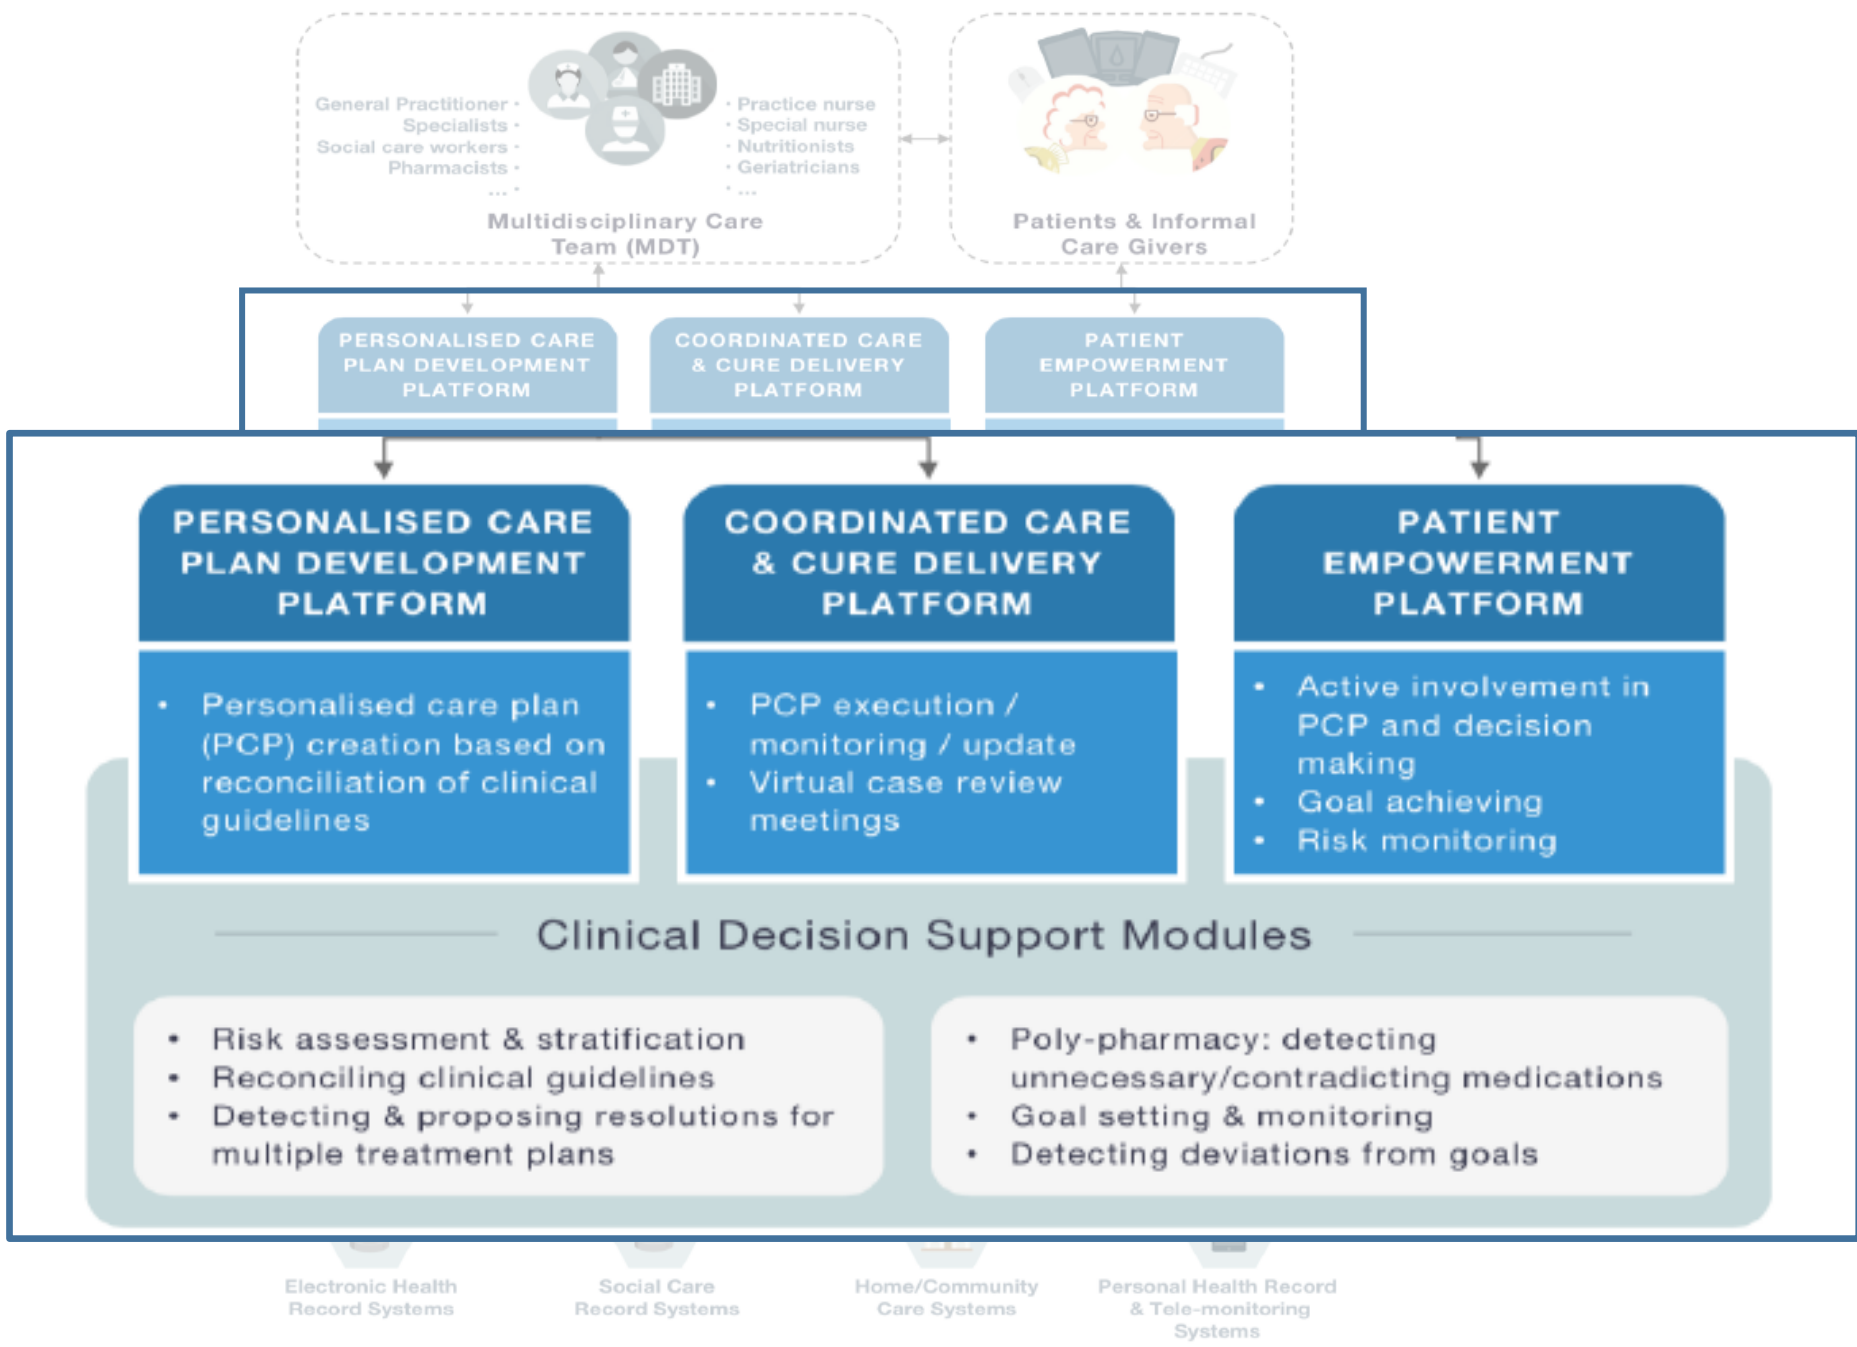 General Practitioner •
Specialists •
Social care workers •
Pharmacists •
... •
• Practice nurse
• Special nurse
• Nutritionists
• Geriatricians
• ...
Multidisciplinary Care
Team (MDT)
Patients & Informal
Care Givers
PERSONALISED CARE
PLAN DEVELOPMENT
PLATFORM
COORDINATED CARE
& CURE DELIVERY
PLATFORM
PATIENT
EMPOWERMENT
PLATFORM
PERSONALISED CARE
PLAN DEVELOPMENT
PLATFORM
• Personalised care plan
(PCP) creation based on
reconciliation of clinical
guidelines
COORDINATED CARE
& CURE DELIVERY
PLATFORM
• PCP execution /
monitoring / update
• Virtual case review
meetings
PATIENT
EMPOWERMENT
PLATFORM
• Active involvement in
PCP and decision
making
• Goal achieving
• Risk monitoring
Clinical Decision Support Modules
• Risk assessment & stratification
• Reconciling clinical guidelines
• Detecting & proposing resolutions for
multiple treatment plans
• Poly-pharmacy: detecting
unnecessary/contradicting medications
• Goal setting & monitoring
• Detecting deviations from goals
Electronic Health
Record Systems
Social Care
Record Systems
Home/Community
Care Systems
Personal Health Record
& Tele-monitoring
Systems